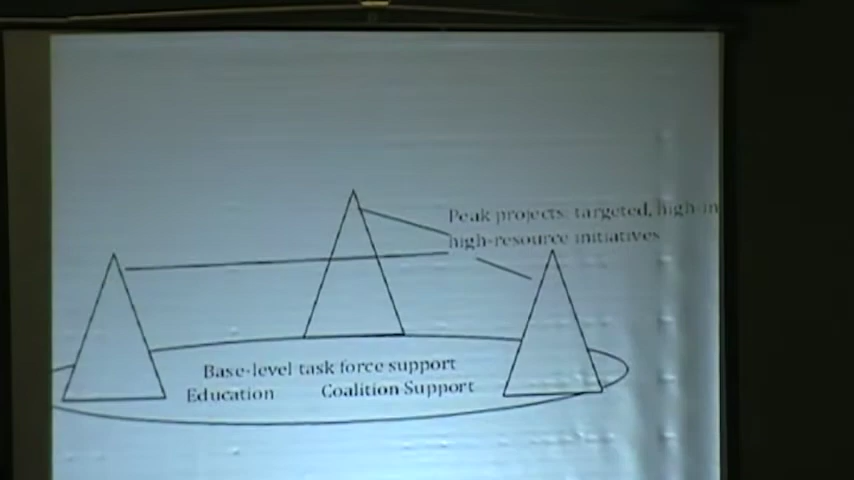 Peak projects: targeted, high-in
high-resource initiatives
Base-level task force support
Education Coalition Support